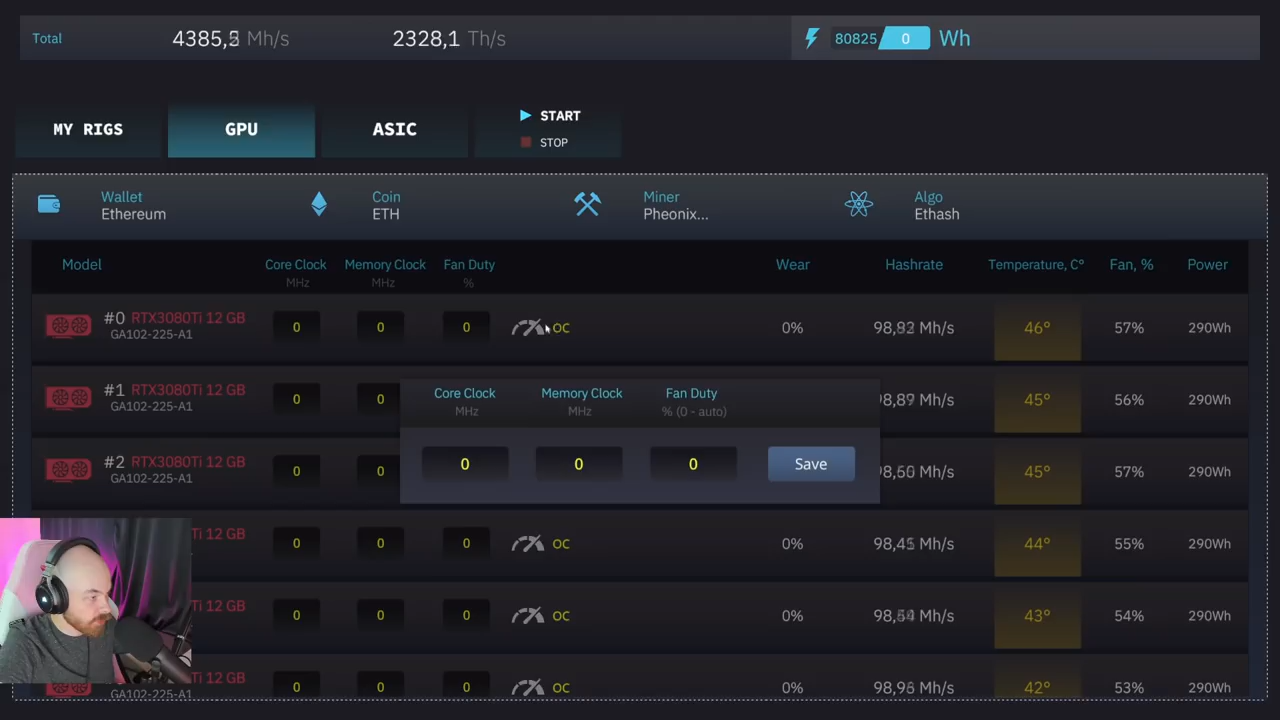 Total
4385,5 Mh/s
2328,1 Th/s
80825 0 Wh
MY RIGS
GPU
ASIC
START
STOP
Wallet
Ethereum
Coin
ETH
Miner
Pheonix...
Algo
Ethash
Model
Core Clock
MHz
Memory Clock
MHz
Fan Duty
%
Wear
Hashrate
Temperature, C°
Fan, %
Power
#0 RTX3080Ti 12 GB
GA102-225-A1
0
0
0
OC
0%
98,92 Mh/s
46°
57%
290Wh
#1 RTX3080Ti 12 GB
GA102-225-A1
0
0
8,89 Mh/s
45°
56%
290Wh
Core Clock
MHz
Memory Clock
MHz
Fan Duty
% (0 - auto)
0
0
0
Save
#2 RTX3080Ti 12 GB
GA102-225-A1
0
0
8,60 Mh/s
45°
57%
290Wh
Ti 12 GB
0
0
0
OC
0%
98,45 Mh/s
44°
55%
290Wh
Ti 12 GB
0
0
0
OC
0%
Mh/s
43°
54%
290Wh
Ti 12 GB
GA102-225-A1
0
0
0
OC
0%
98,96 Mh/s
42°
53%
290Wh